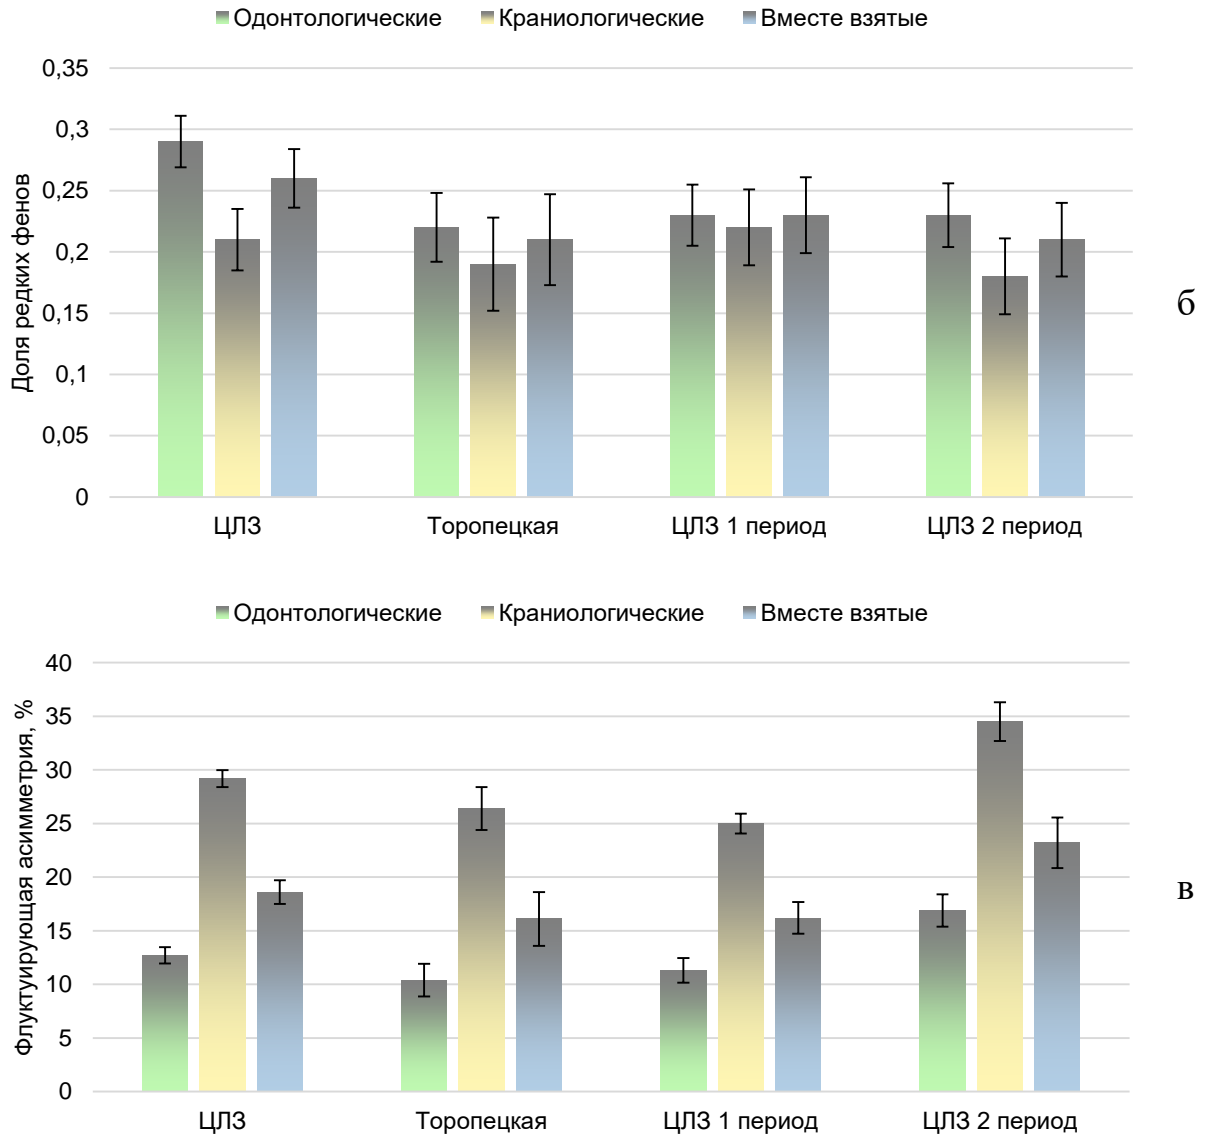 Одонтологические Краниологические Вместе взятые
0,35
0,3
0,25
0,2
0,15
0,1
0,05
0
Доля редких фенов
ЦЛЗ Торопецкая ЦЛЗ 1 период ЦЛЗ 2 период
б
Одонтологические Краниологические Вместе взятые
40
35
30
25
20
15
10
5
0
Флуктуирующая асимметрия, %
ЦЛЗ Торопецкая ЦЛЗ 1 период ЦЛЗ 2 период
в